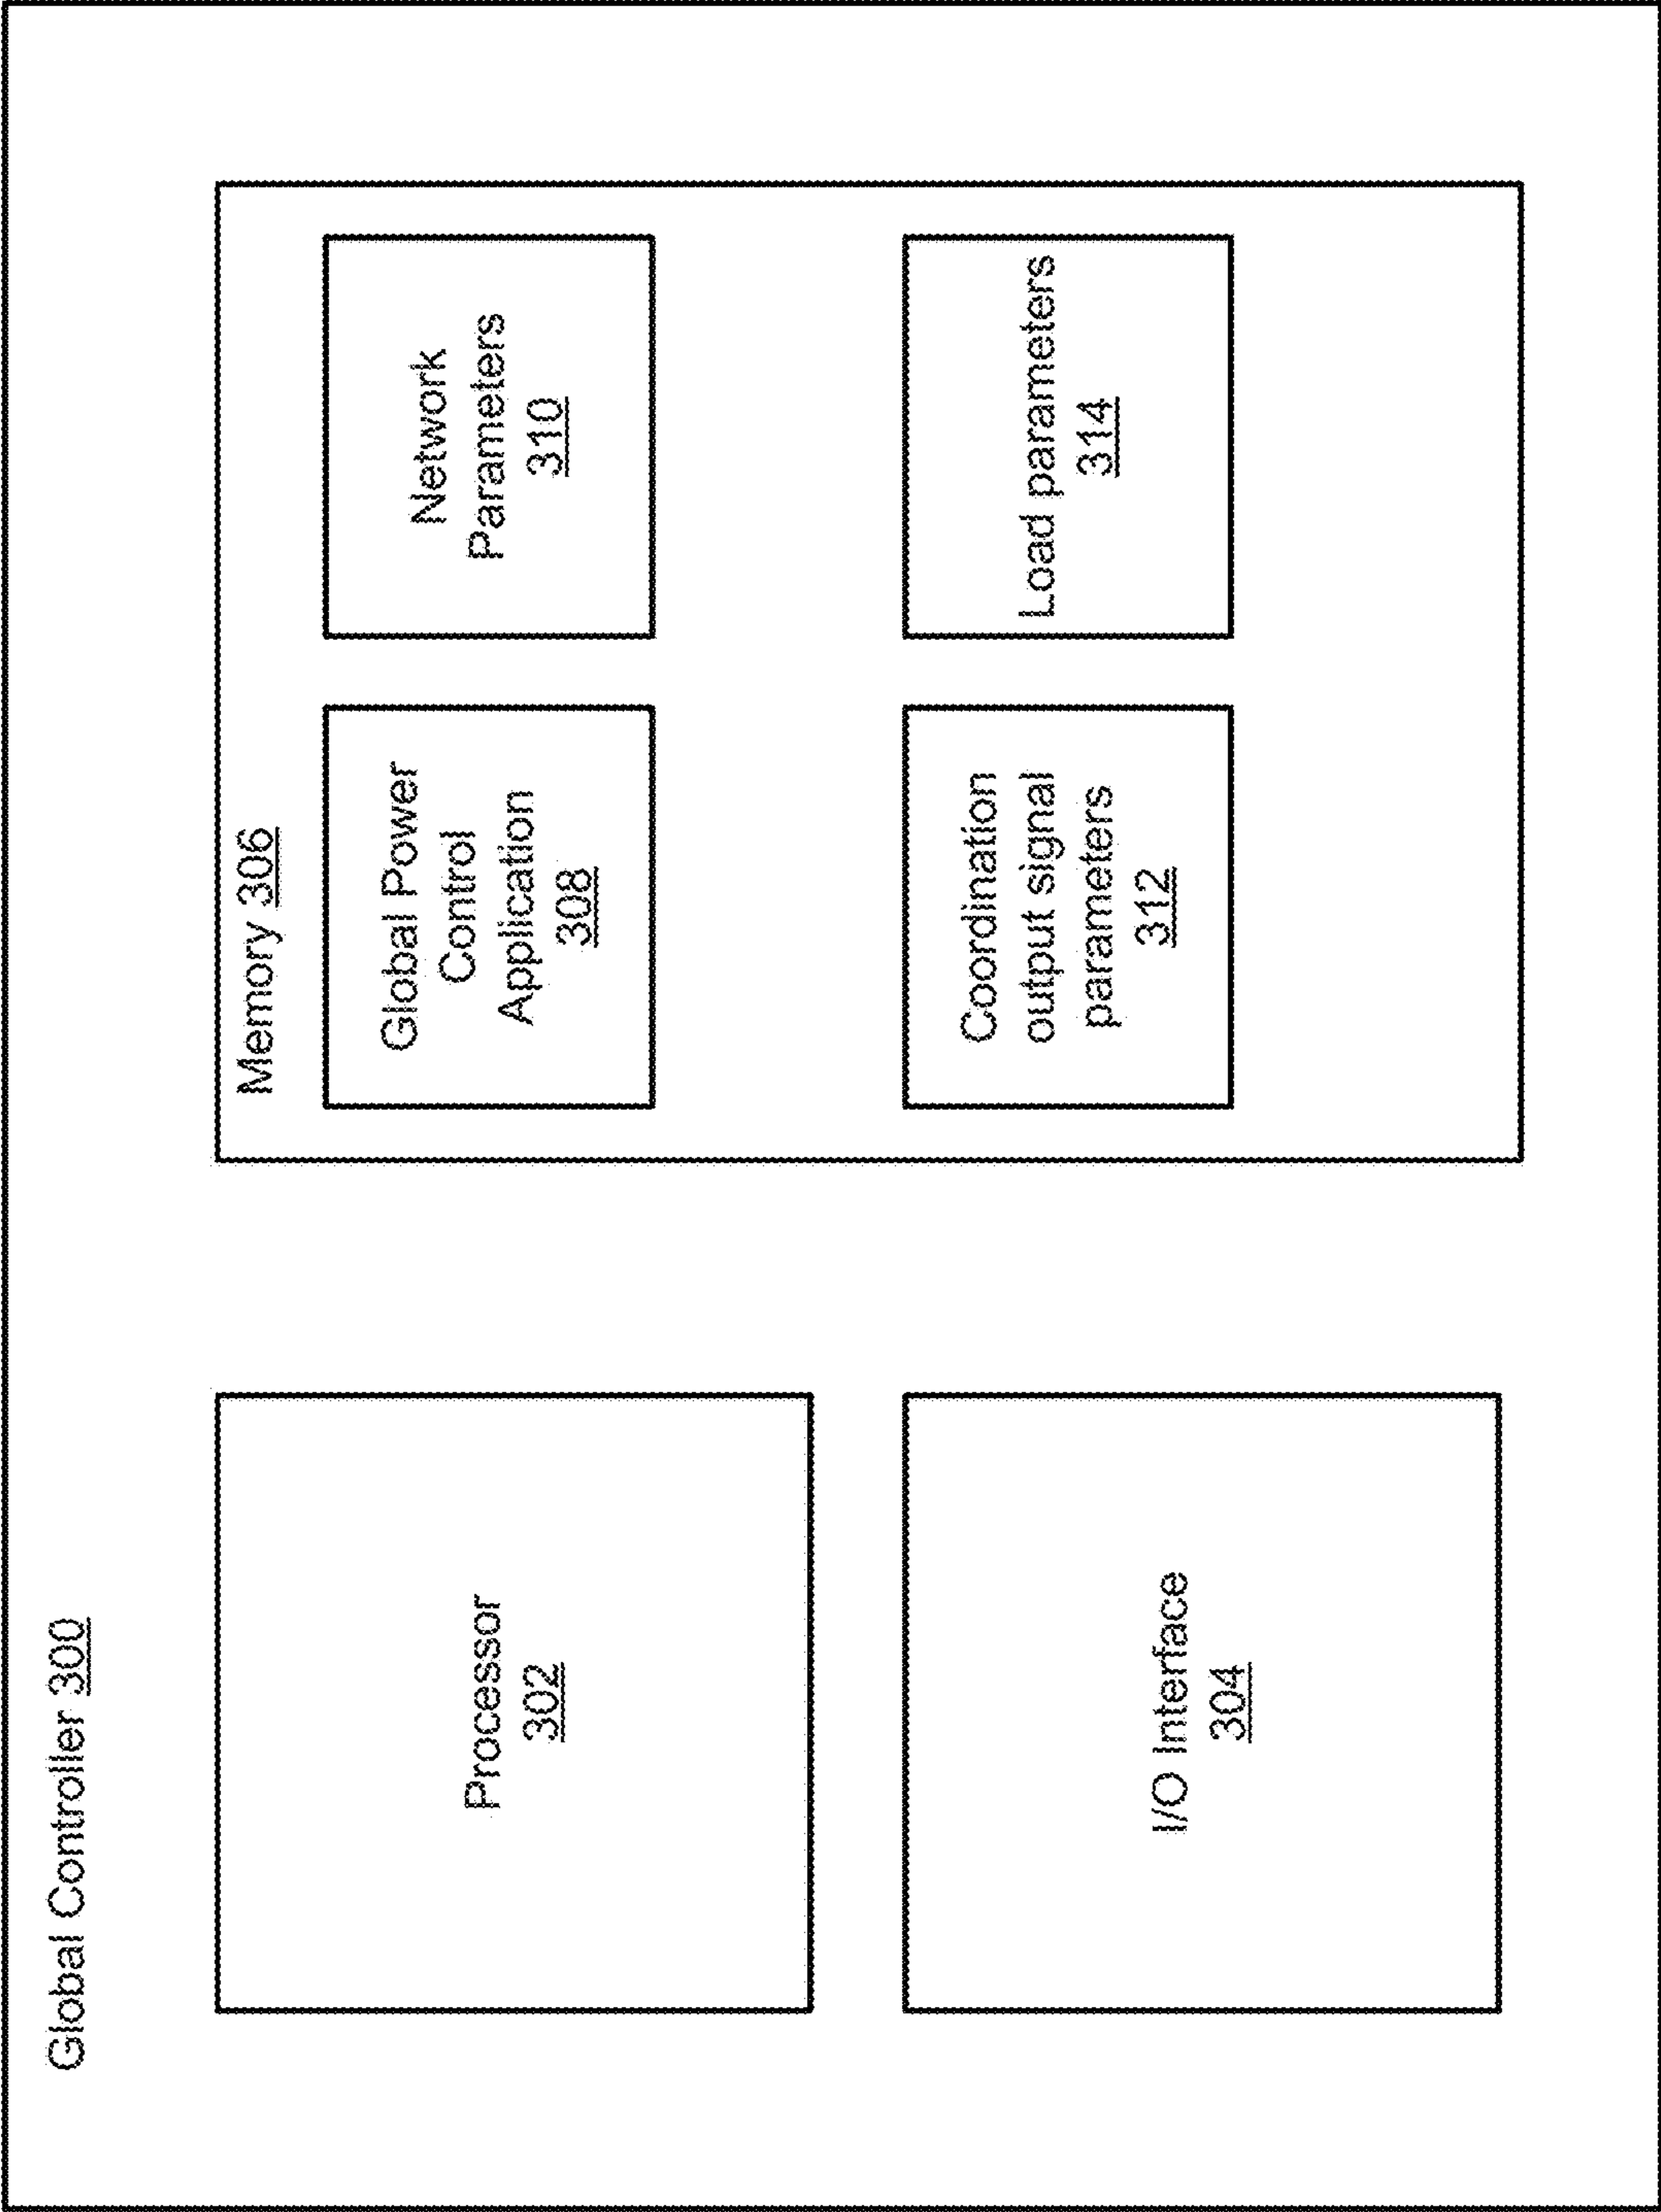 Global Controller 300
Processor
302
I/O Interface
304
Memory 306
Global Power
Control
Application
308
Network
Parameters
310
Coordination
output signal
parameters
312
Load parameters
314